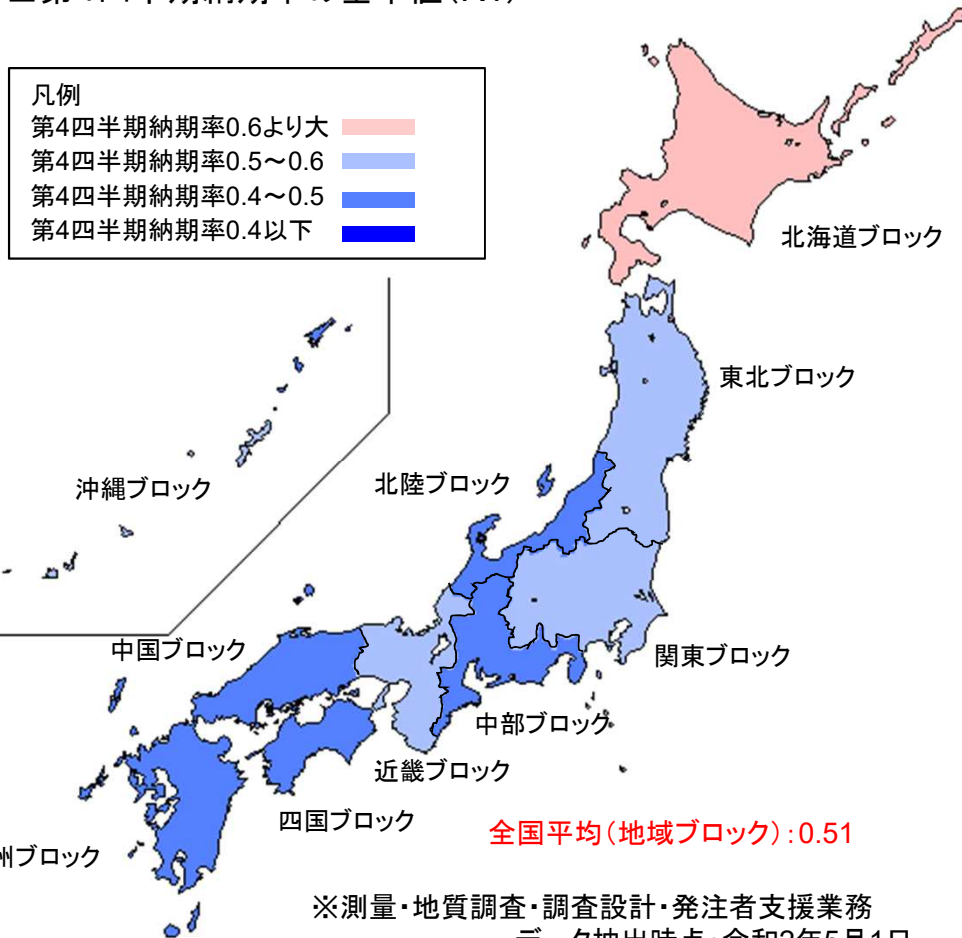 凡例
第4四半期納期率0.6より大
第4四半期納期率0.5～0.6
第4四半期納期率0.4～0.5
第4四半期納期率0.4以下
北海道ブロック
東北ブロック
沖縄ブロック
北陸ブロック
中国ブロック
関東ブロック
中部ブロック
近畿ブロック
四国ブロック
州ブロック
全国平均（地域ブロック）：0.51
※測量・地質調査・調査設計・発注者支援業務